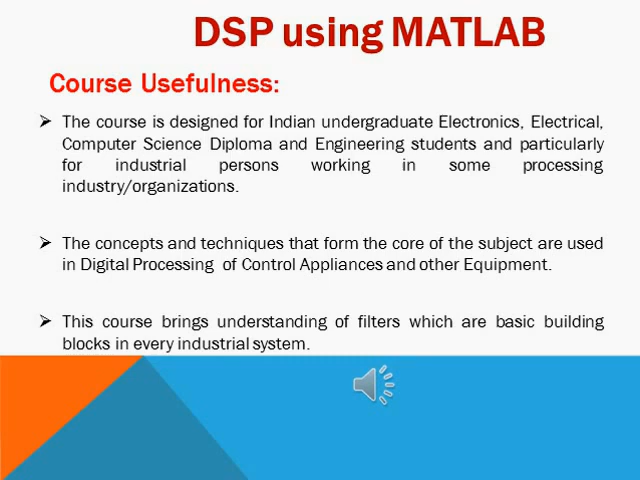 DSP using MATLAB
Course Usefulness:
➢ The course is designed for Indian undergraduate Electronics, Electrical,
Computer Science Diploma and Engineering students and particularly
for industrial persons working in some processing
industry/organizations.
➢ The concepts and techniques that form the core of the subject are used
in Digital Processing of Control Appliances and other Equipment.
➢ This course brings understanding of filters which are basic building
blocks in every industrial system.